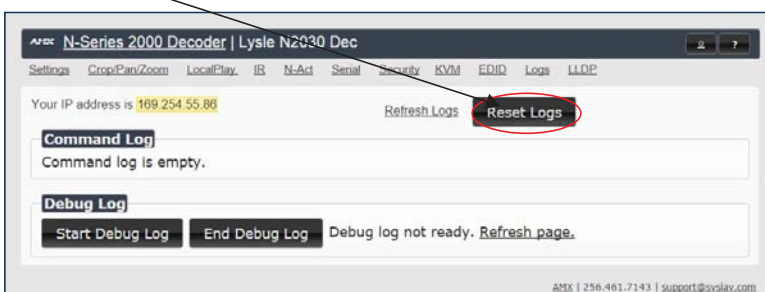 AMX N-Series 2000 Decoder | Lysle N2030 Dec ?
Settings Crop/Pan/Zoom LocalPlay IR N-Act Serial Security KVM EDID Logs LLDP
Your IP address is 169.254.55.86 Refresh Logs Reset Logs
Command Log
Command log is empty.
Debug Log
Start Debug Log End Debug Log Debug log not ready. Refresh page.
AMX | 256.461.7143 | support@svslav.com